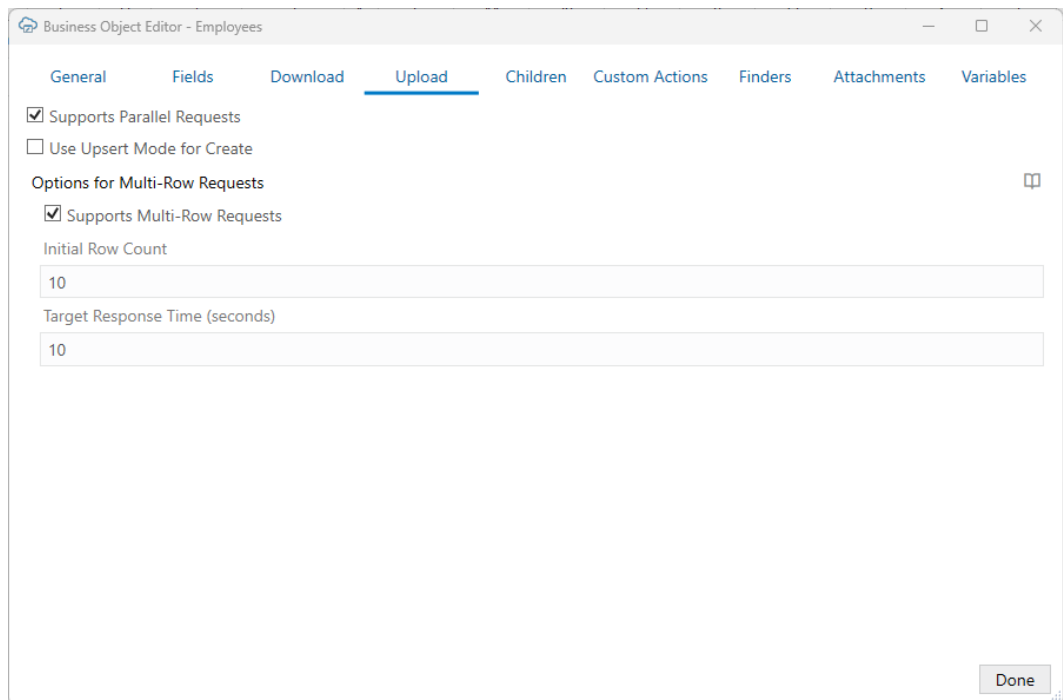 Business Object Editor - Employees
General Fields Download Upload Children Custom Actions Finders Attachments Variables
Supports Parallel Requests
Use Upsert Mode for Create
Options for Multi-Row Requests
Supports Multi-Row Requests
Initial Row Count
10
Target Response Time (seconds)
10
Done